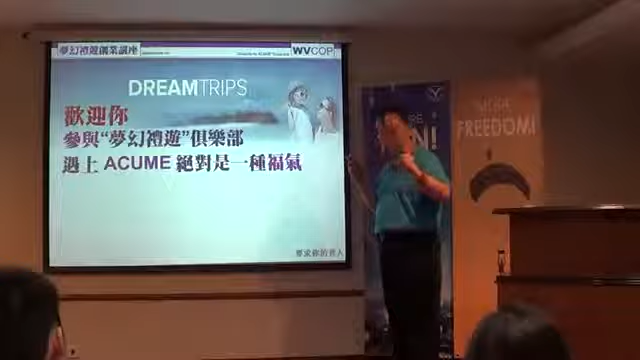 夢幻禮遊創業講座
WVCOP
DREAMTRIPS
歡迎你
參與“夢幻禮遊”俱樂部
遇上 ACUME 絕對是一種福氣
MORE
FREEDOM!